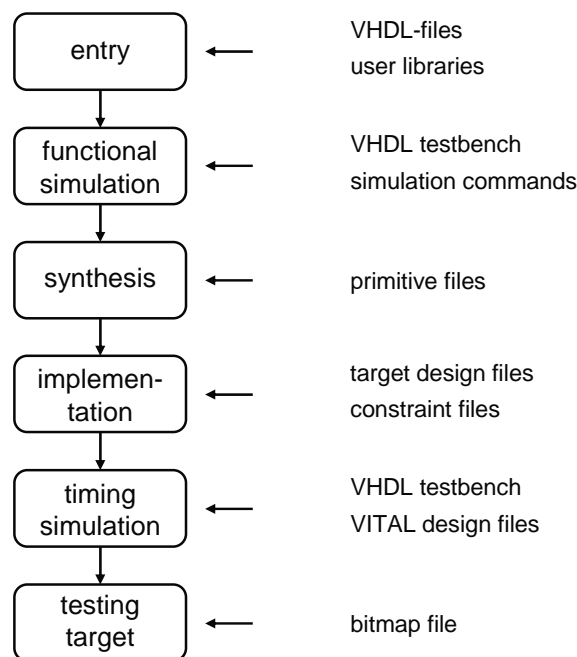 entry
VHDL-files
user libraries
functional
simulation
VHDL testbench
simulation commands
synthesis
primitive files
implemen-
tation
target design files
constraint files
timing
simulation
VHDL testbench
VITAL design files
testing
target
bitmap file